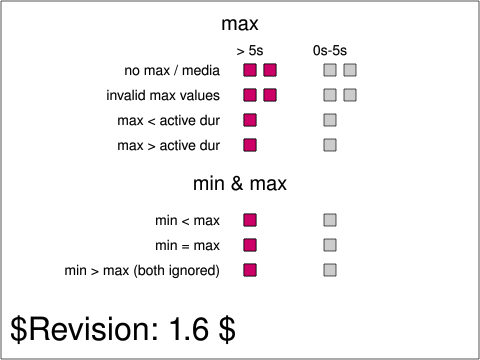 max
> 5s 0s-5s
no max / media
invalid max values
max < active dur
max > active dur
min & max
min < max
min = max
min > max (both ignored)
$Revision: 1.6 $